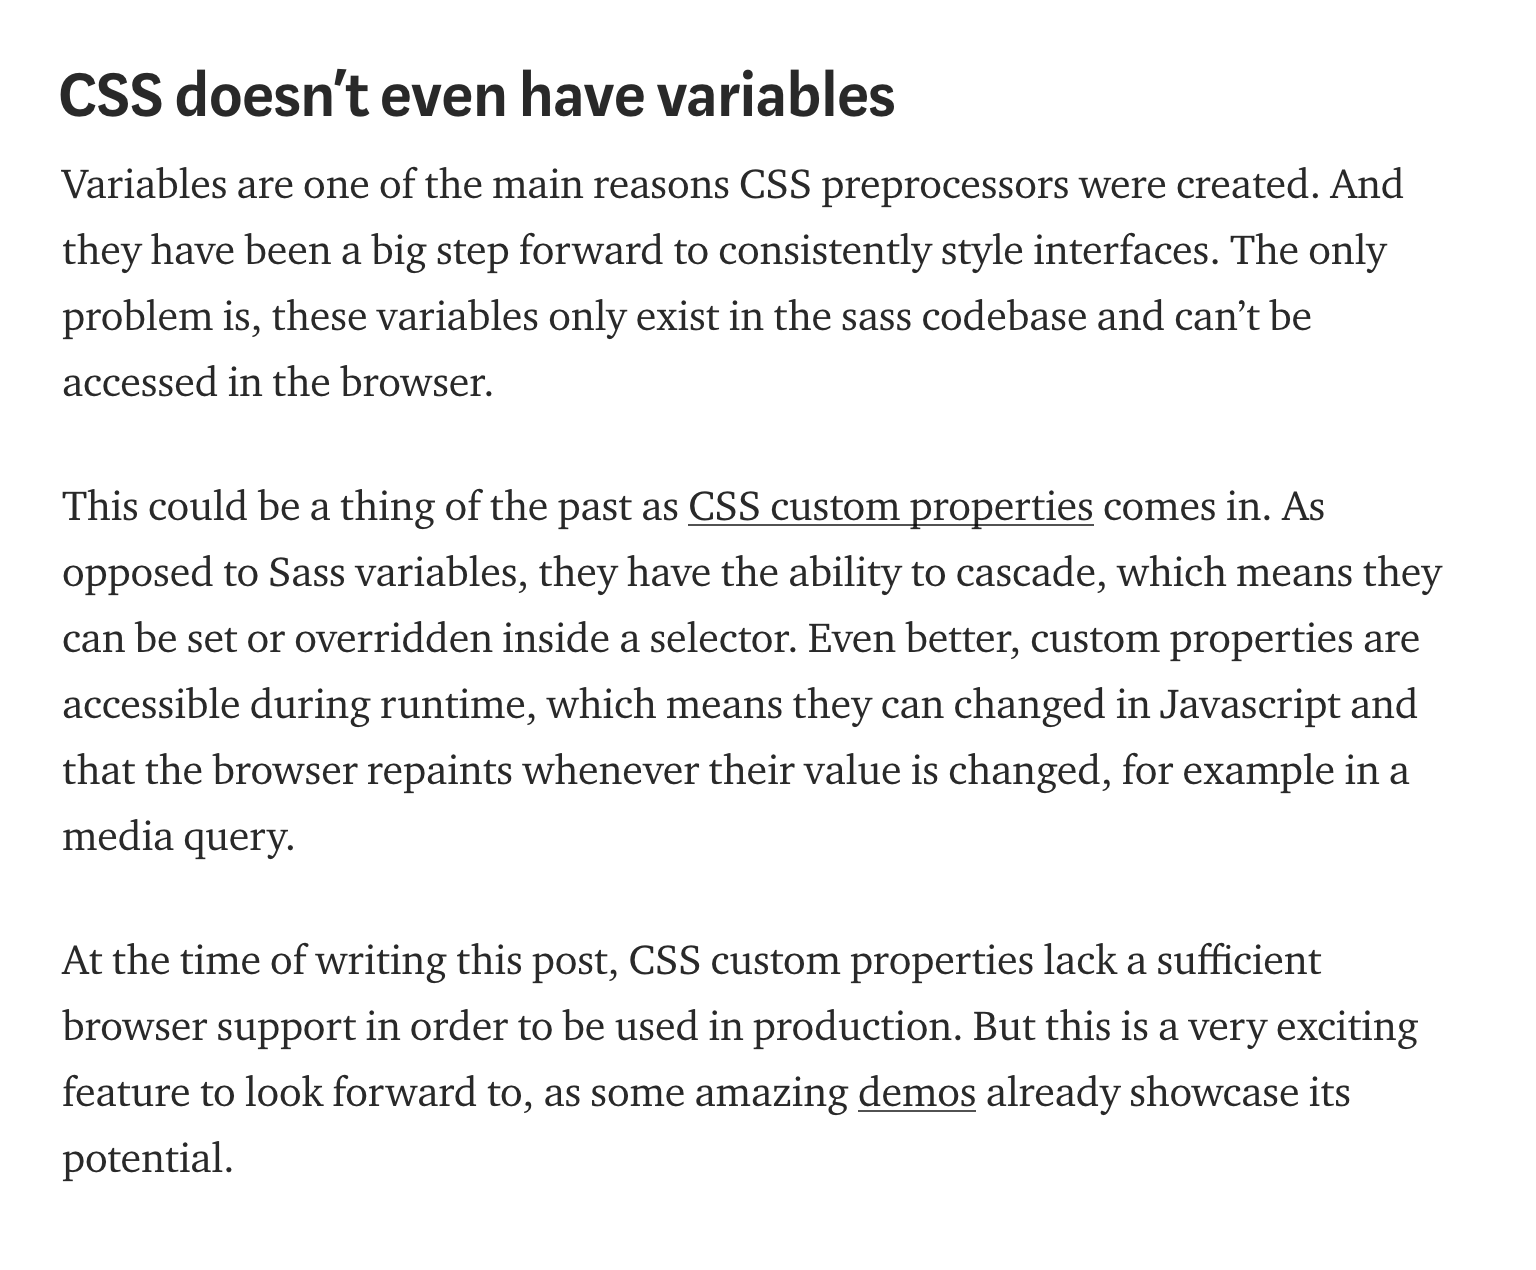 CSS doesn’t even have variables
Variables are one of the main reasons CSS preprocessors were created. And
they have been a big step forward to consistently style interfaces. The only
problem is, these variables only exist in the sass codebase and can’t be
accessed in the browser.
This could be a thing of the past as CSS custom properties comes in. As
opposed to Sass variables, they have the ability to cascade, which means they
can be set or overridden inside a selector. Even better, custom properties are
accessible during runtime, which means they can changed in Javascript and
that the browser repaints whenever their value is changed, for example in a
media query.
At the time of writing this post, CSS custom properties lack a sufficient
browser support in order to be used in production. But this is a very exciting
feature to look forward to, as some amazing demos already showcase its
potential.